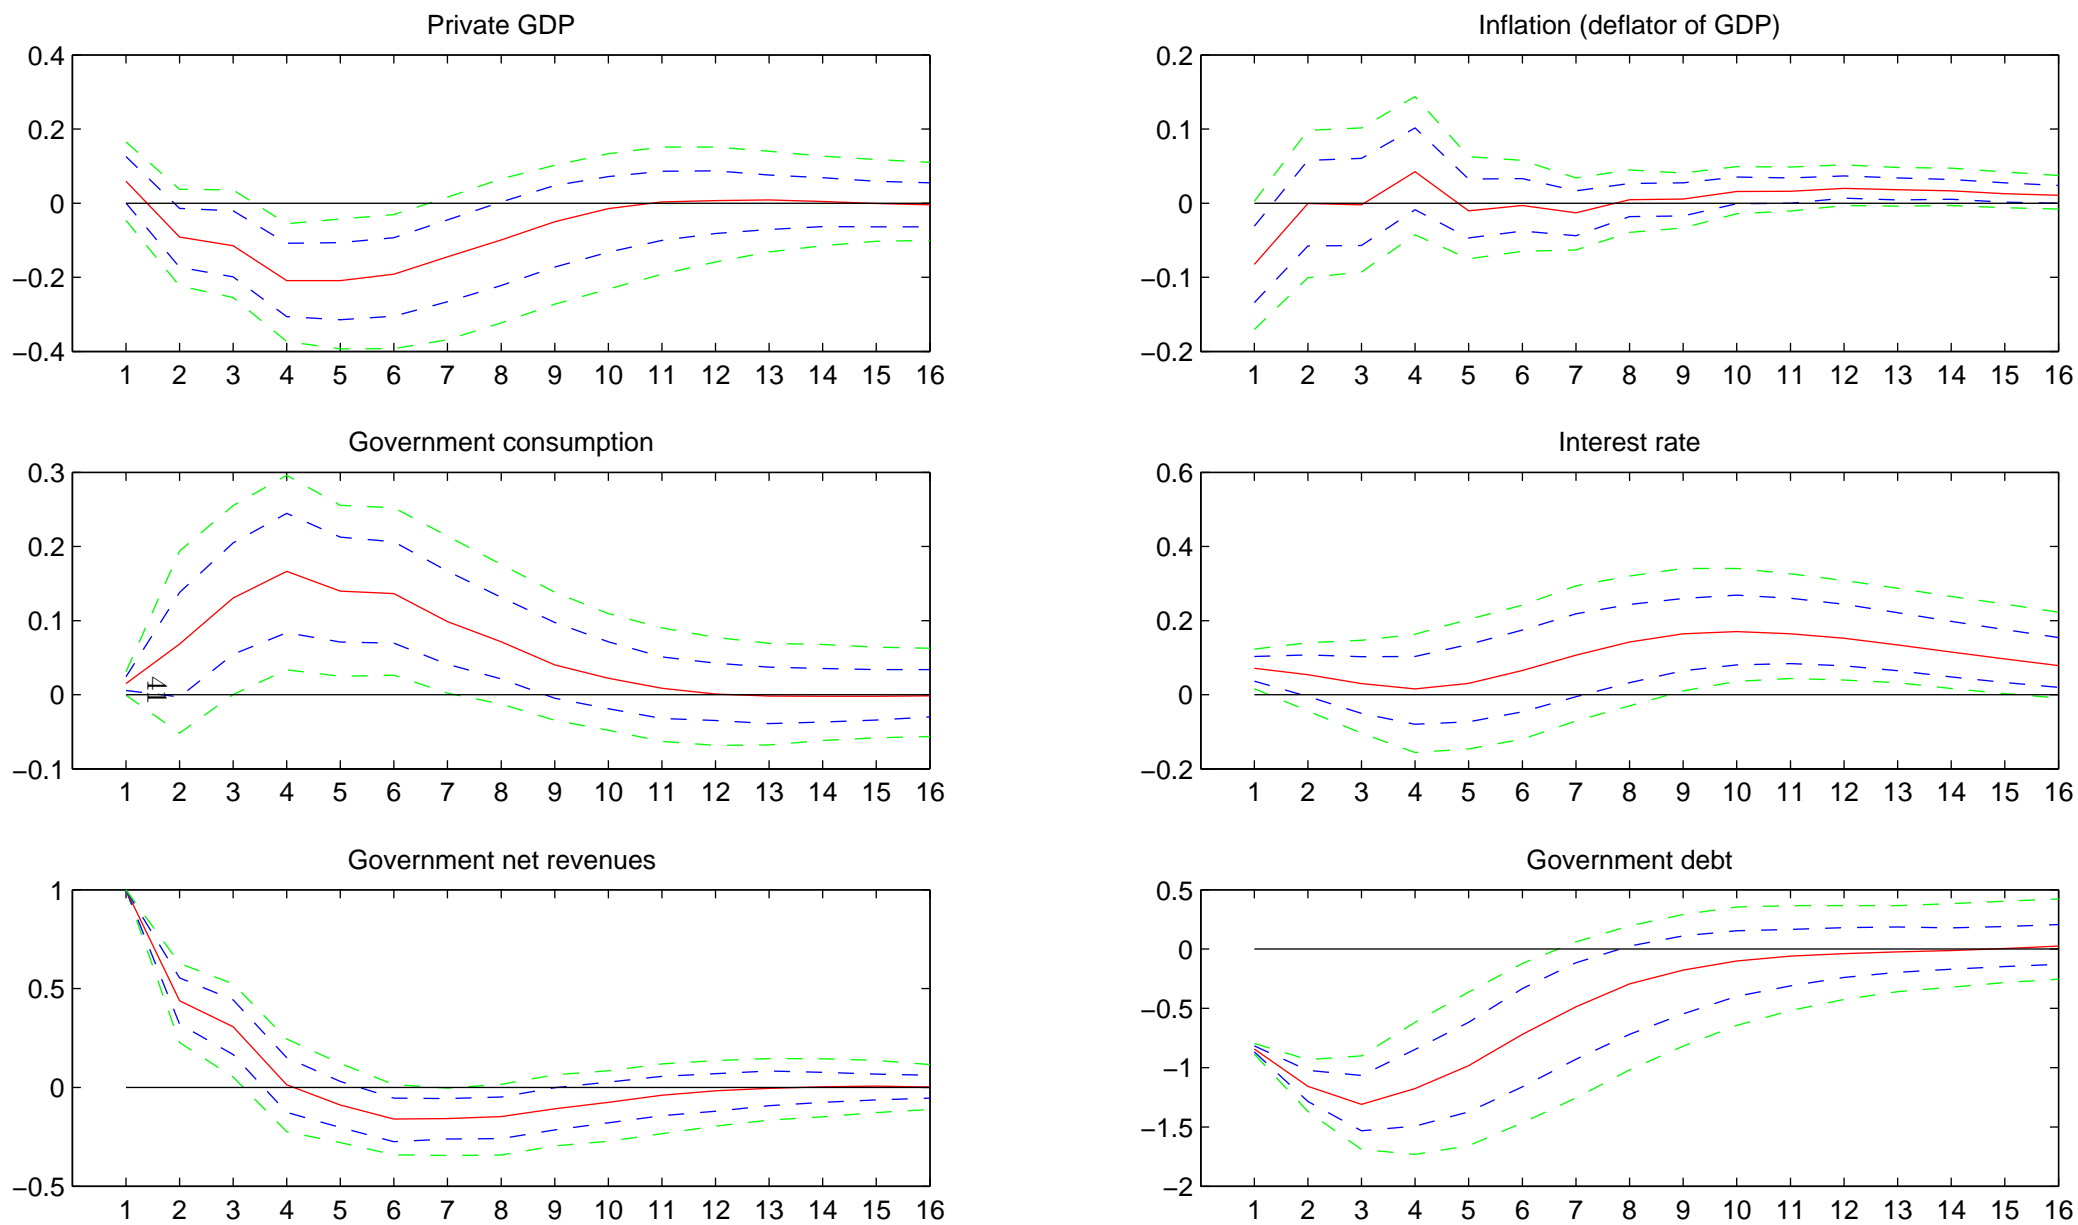 Private GDP
0.4
0.2
0
−0.2
−0.4
1 2 3 4 5 6 7 8 9 10 11 12 13 14 15 16
Inflation (deflator of GDP)
0.2
0.1
0
−0.1
−0.2
1 2 3 4 5 6 7 8 9 10 11 12 13 14 15 16
Government consumption
0.3
0.2
0.1
0
−0.1
41
1 2 3 4 5 6 7 8 9 10 11 12 13 14 15 16
Interest rate
0.6
0.4
0.2
0
−0.2
1 2 3 4 5 6 7 8 9 10 11 12 13 14 15 16
Government net revenues
1
0.5
0
−0.5
1 2 3 4 5 6 7 8 9 10 11 12 13 14 15 16
Government debt
0.5
0
−0.5
−1
−1.5
−2
1 2 3 4 5 6 7 8 9 10 11 12 13 14 15 16